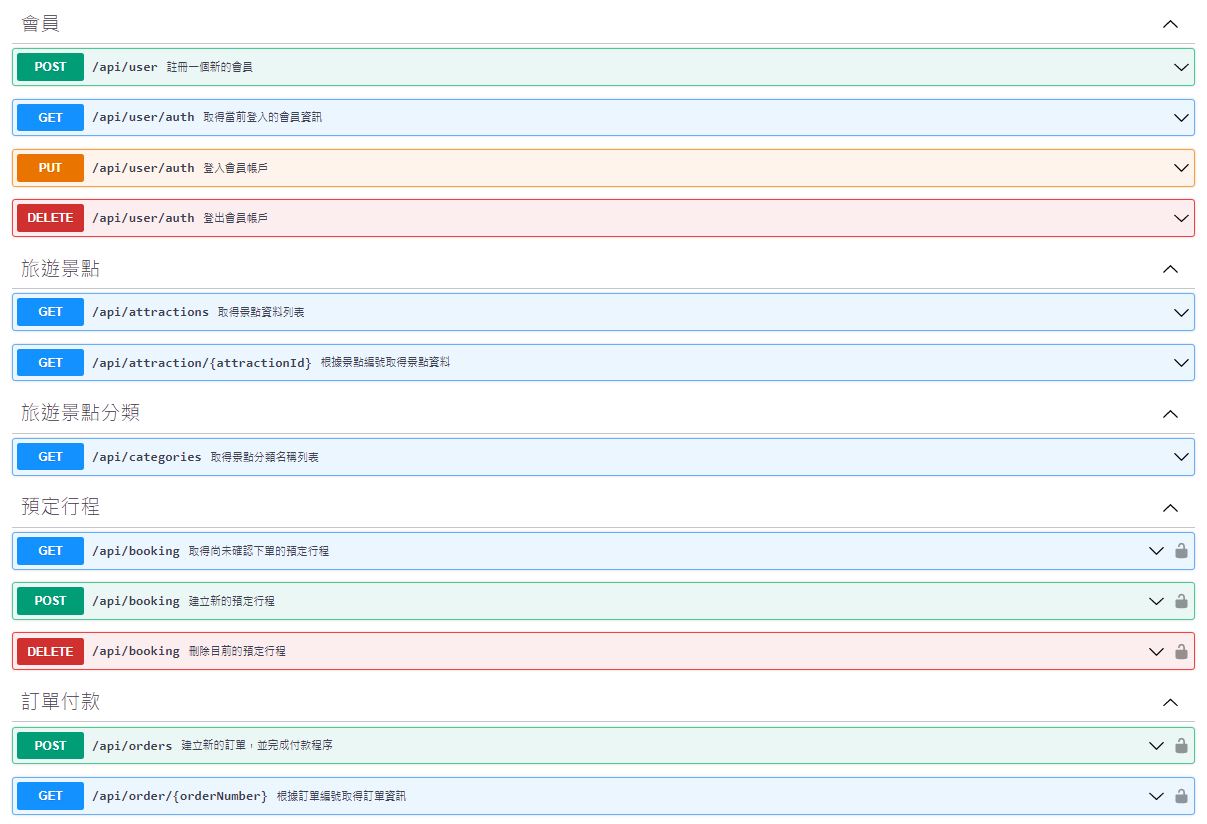 會員
POST /api/user 註冊一個新的會員
GET /api/user/auth 取得當前登入的會員資訊
PUT /api/user/auth 登入會員帳戶
DELETE /api/user/auth 登出會員帳戶
旅遊景點
GET /api/attractions 取得景點資料列表
GET /api/attraction/{attractionId} 根據景點編號取得景點資料
旅遊景點分類
GET /api/categories 取得景點分類名稱列表
預定行程
GET /api/booking 取得尚未確認下單的預定行程
POST /api/booking 建立新的預定行程
DELETE /api/booking 刪除目前的預定行程
訂單付款
POST /api/orders 建立新的訂單，並完成付款程序
GET /api/order/{orderNumber} 根據訂單編號取得訂單資訊